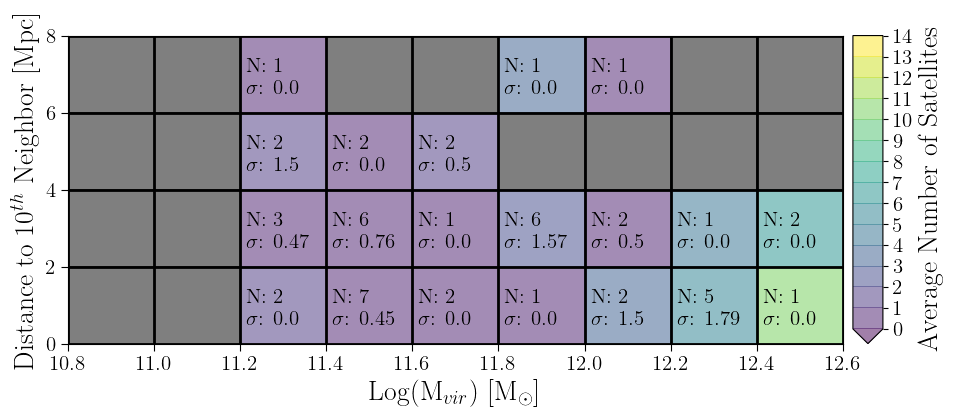 Distance to 10th Neighbor [Mpc]
8
6
4
2
0
N: 1
σ: 0.0
N: 1
σ: 0.0
N: 1
σ: 0.0
N: 2
σ: 1.5
N: 2
σ: 0.0
N: 2
σ: 0.5
N: 3
σ: 0.47
N: 6
σ: 0.76
N: 1
σ: 0.0
N: 6
σ: 1.57
N: 2
σ: 0.5
N: 1
σ: 0.0
N: 2
σ: 0.0
N: 2
σ: 0.0
N: 7
σ: 0.45
N: 2
σ: 0.0
N: 1
σ: 0.0
N: 2
σ: 1.5
N: 5
σ: 1.79
N: 1
σ: 0.0
10.8 11.0 11.2 11.4 11.6 11.8 12.0 12.2 12.4 12.6
Log(Mvir) [M⊙]
14
13
12
11
10
9
8
7
6
5
4
3
2
1
0
Average Number of Satellites